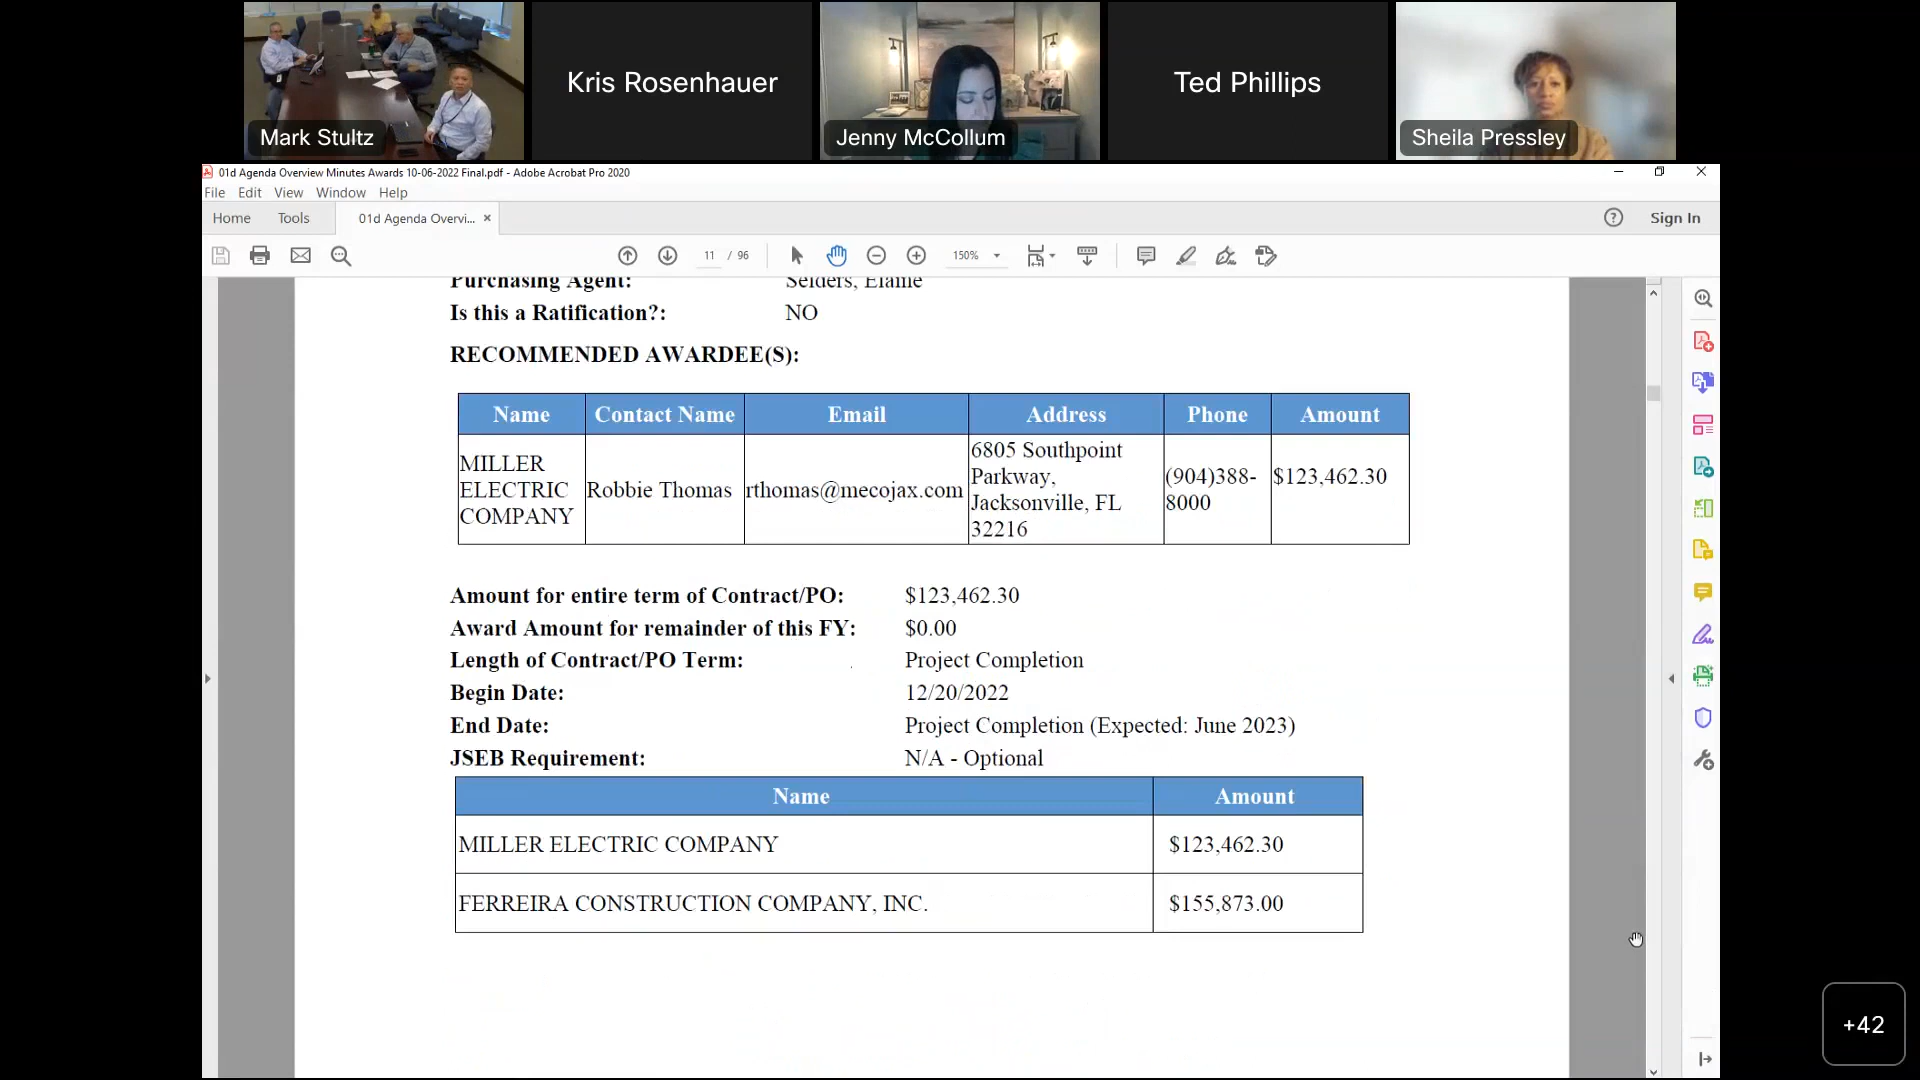 Mark Stultz
Kris Rosenhauer
Jenny McCollum
Ted Phillips
Sheila Pressley
01d Agenda Overview Minutes Awards 10-06-2022 Final.pdf - Adobe Acrobat Pro 2020
File Edit View Window Help
Home Tools 01d Agenda Overvi... × Sign In
11 / 96 150%
Purchasing Agent: Selders, Elaine
Is this a Ratification?: NO
RECOMMENDED AWARDEE(S):
Name Contact Name Email Address Phone Amount
MILLER ELECTRIC COMPANY Robbie Thomas rthomas@mecojax.com 6805 Southpoint Parkway, Jacksonville, FL 32216 (904)388-8000 $123,462.30
Amount for entire term of Contract/PO: $123,462.30
Award Amount for remainder of this FY: $0.00
Length of Contract/PO Term: Project Completion
Begin Date: 12/20/2022
End Date: Project Completion (Expected: June 2023)
JSEB Requirement: N/A - Optional
Name Amount
MILLER ELECTRIC COMPANY $123,462.30
FERREIRA CONSTRUCTION COMPANY, INC. $155,873.00
+42